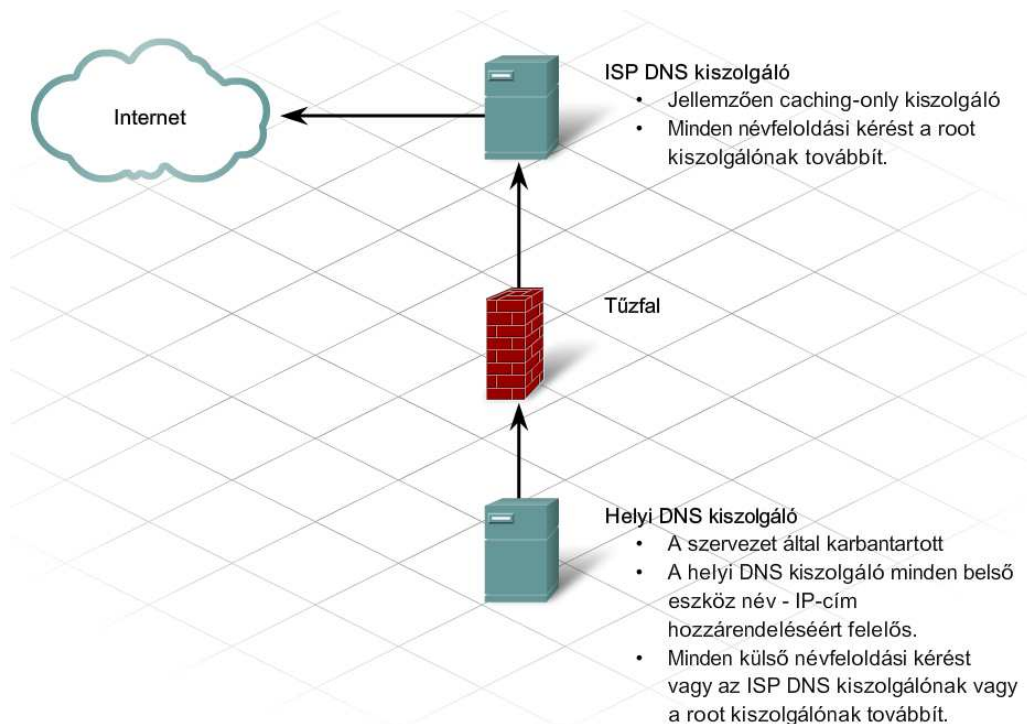 Internet
ISP DNS kiszolgáló
• Jellemzően caching-only kiszolgáló
• Minden névfeloldási kérést a root
kiszolgálónak továbbít.
Tűzfal
Helyi DNS kiszolgáló
• A szervezet által karbantartott
• A helyi DNS kiszolgáló minden belső
eszköz név - IP-cím
hozzárendeléséért felelős.
• Minden külső névfeloldási kérést
vagy az ISP DNS kiszolgálónak vagy
a root kiszolgálónak továbbít.